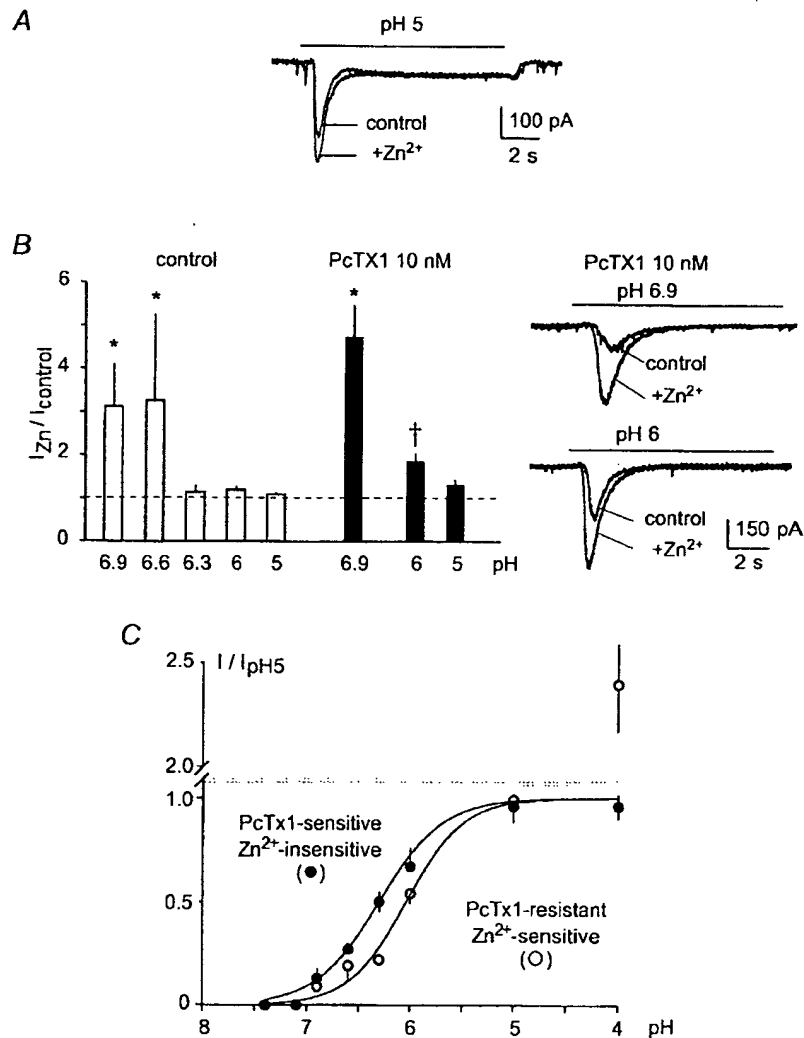 A
pH 5
control
+Zn2+
100 pA
2 s
B
control
PcTX1 10 nM
6
4
2
0
IZn / Icontrol
*
*
*
†
6.9 6.6 6.3 6 5 6.9 6 5 pH
PcTX1 10 nM
pH 6.9
control
+Zn2+
pH 6
control
+Zn2+
150 pA
2 s
C
I / IpH5
2.5
2.0
1.0
0.5
0
PcTx1-sensitive
Zn2+-insensitive
(●)
PcTx1-resistant
Zn2+-sensitive
(○)
8 7 6 5 4 pH